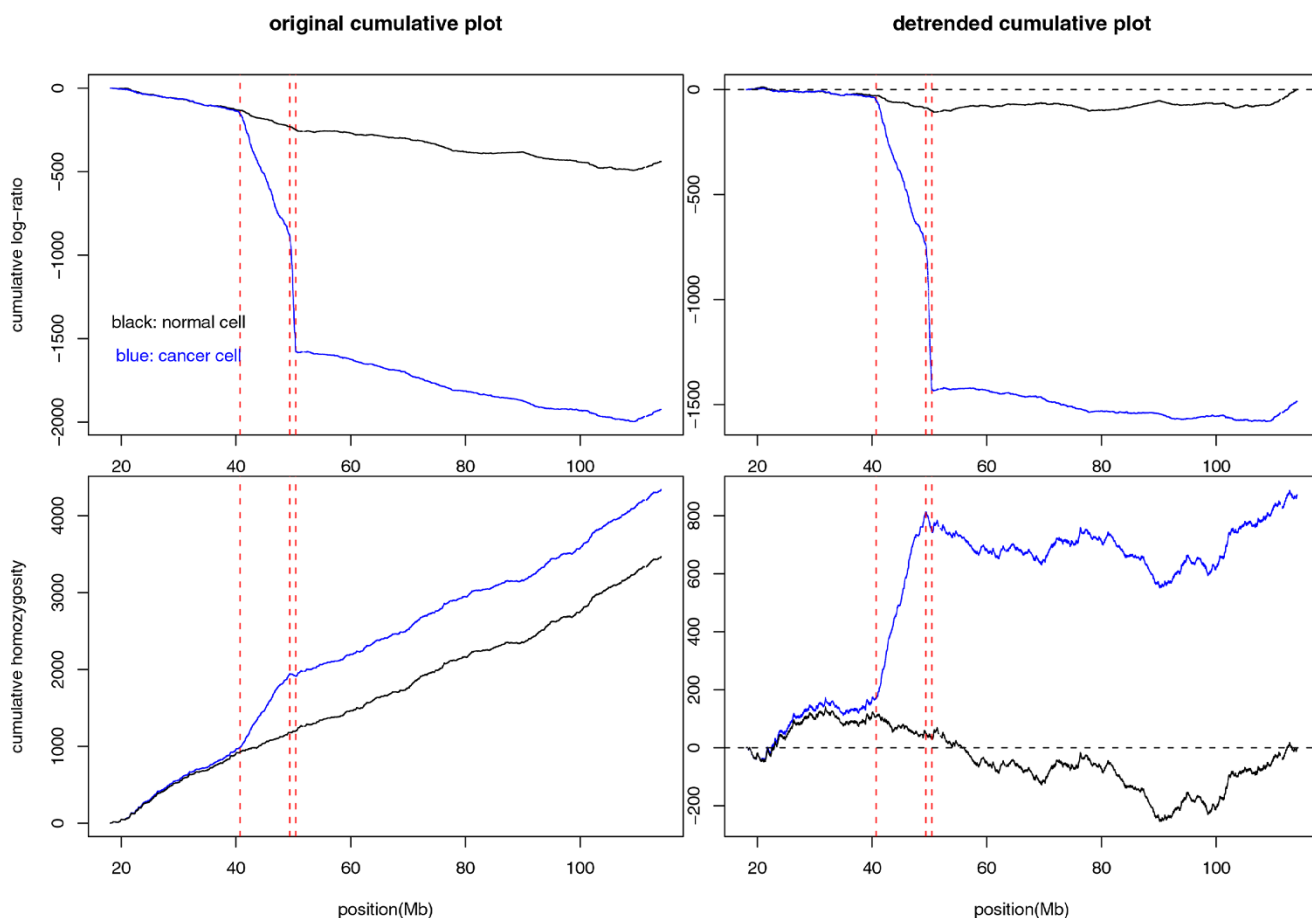 original cumulative plot
detrended cumulative plot
cumulative log-ratio
0
−500
−1000
−1500
−2000
black: normal cell
blue: cancer cell
20 40 60 80 100
0
−500
−1000
−1500
20 40 60 80 100
cumulative homozygosity
4000
3000
2000
1000
0
20 40 60 80 100
position(Mb)
800
600
400
200
0
−200
20 40 60 80 100
position(Mb)